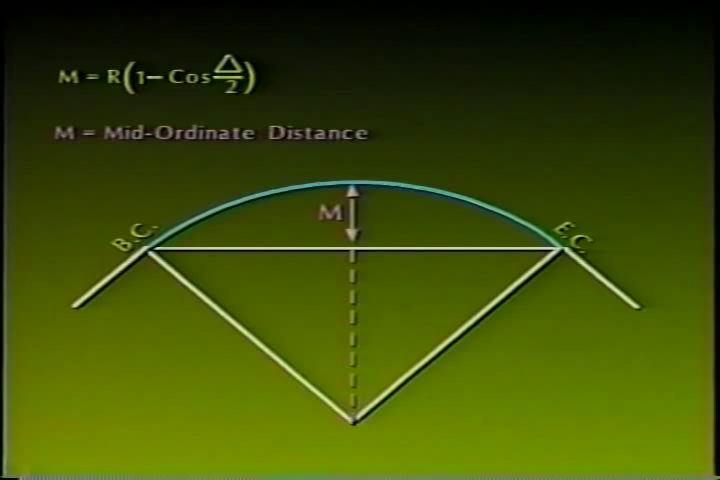 M = R(1-Cos Δ/2)
M = Mid-Ordinate Distance
M
B.C.
E.C.